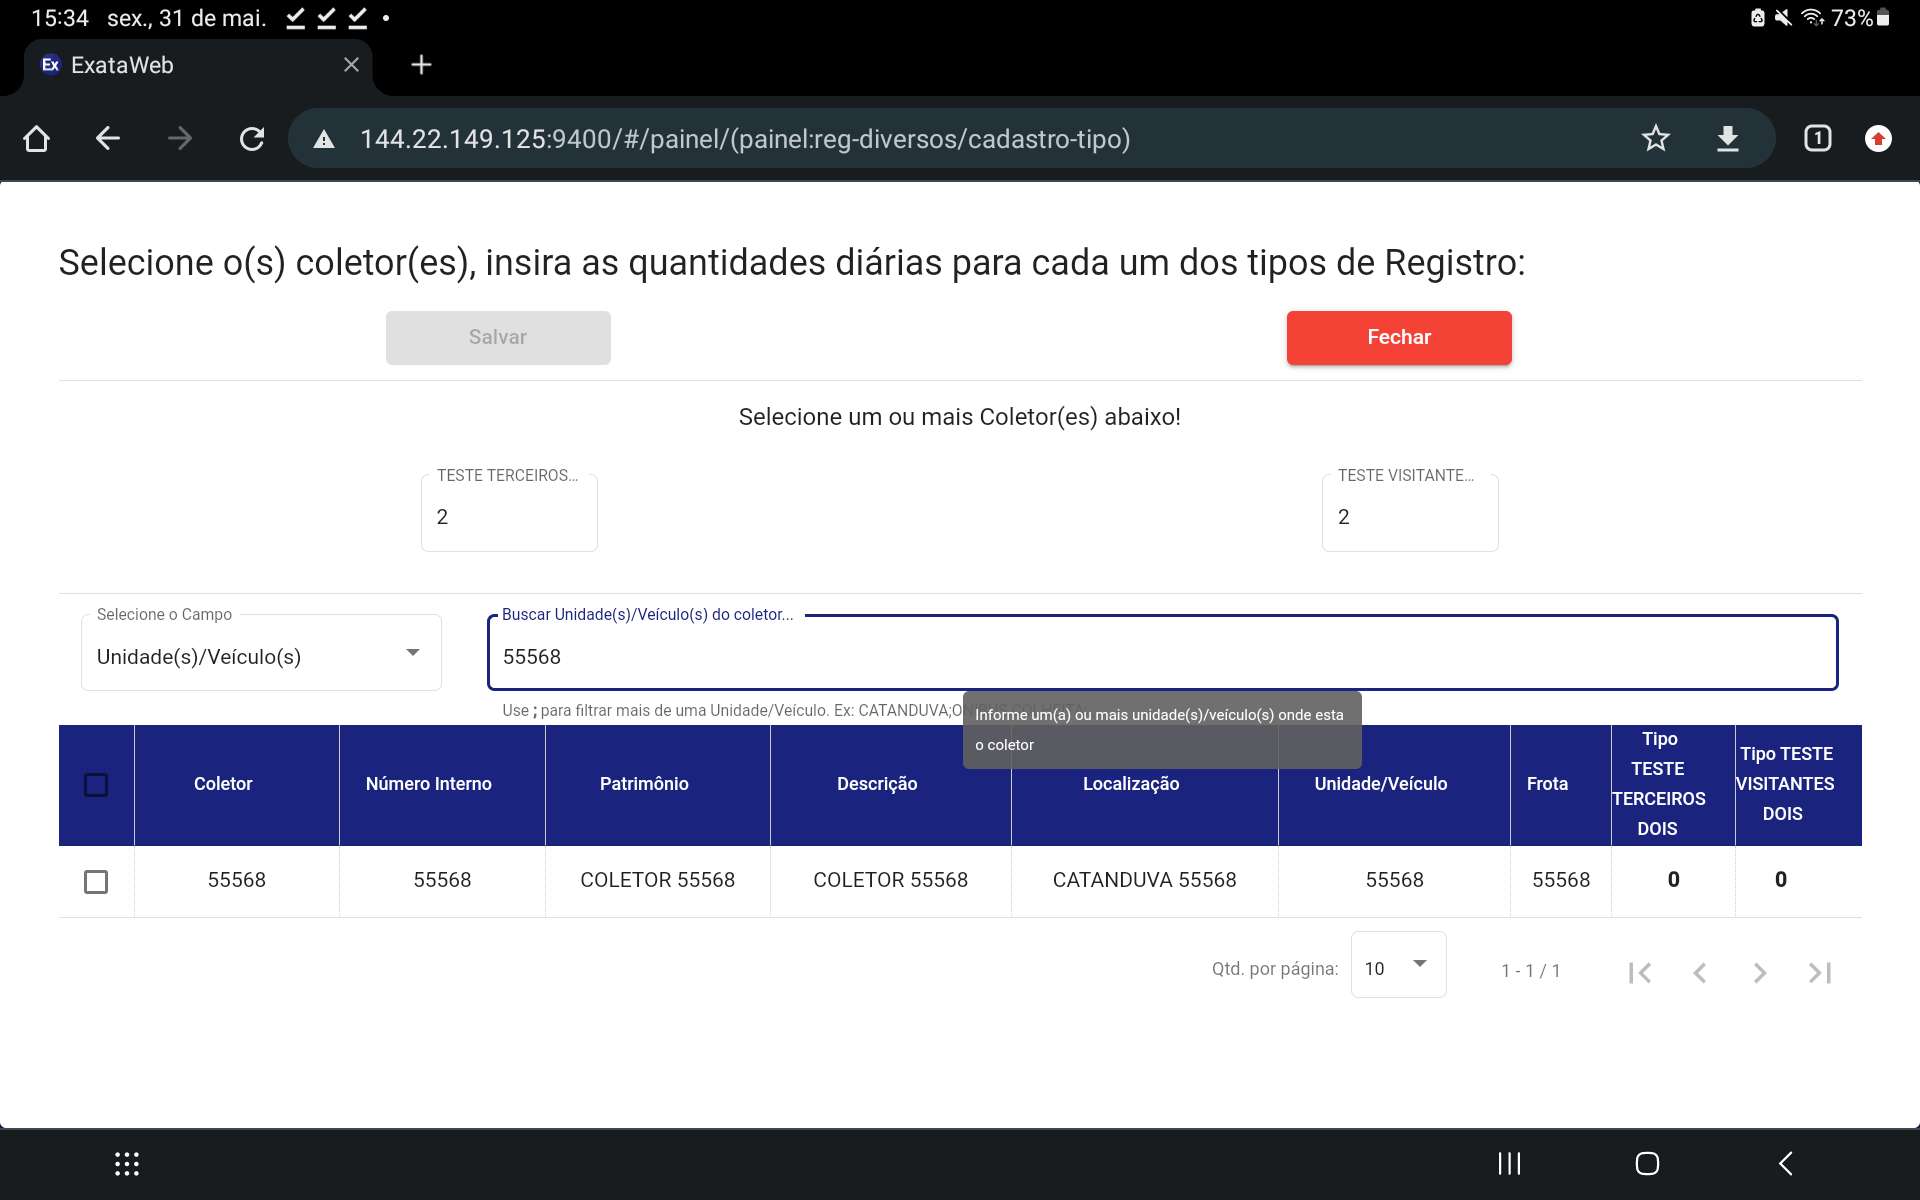 15:34 sex., 31 de mai.
73%
Ex ExataWeb
144.22.149.125:9400/#/painel/(painel:reg-diversos/cadastro-tipo)
1
Selecione o(s) coletor(es), insira as quantidades diárias para cada um dos tipos de Registro:
Salvar
Fechar
Selecione um ou mais Coletor(es) abaixo!
TESTE TERCEIROS...
2
TESTE VISITANTE...
2
Selecione o Campo
Unidade(s)/Veículo(s)
Buscar Unidade(s)/Veículo(s) do coletor...
55568
Use ; para filtrar mais de uma Unidade/Veículo. Ex: CATANDUVA;
Informe um(a) ou mais unidade(s)/veículo(s) onde esta
o coletor
Coletor Número Interno Patrimônio Descrição Localização Unidade/Veículo Frota
Tipo
TESTE
TERCEIROS
DOIS
Tipo TESTE
VISITANTES
DOIS
55568 55568 COLETOR 55568 COLETOR 55568 CATANDUVA 55568 55568 55568 0 0
Qtd. por página: 10 1 - 1 / 1